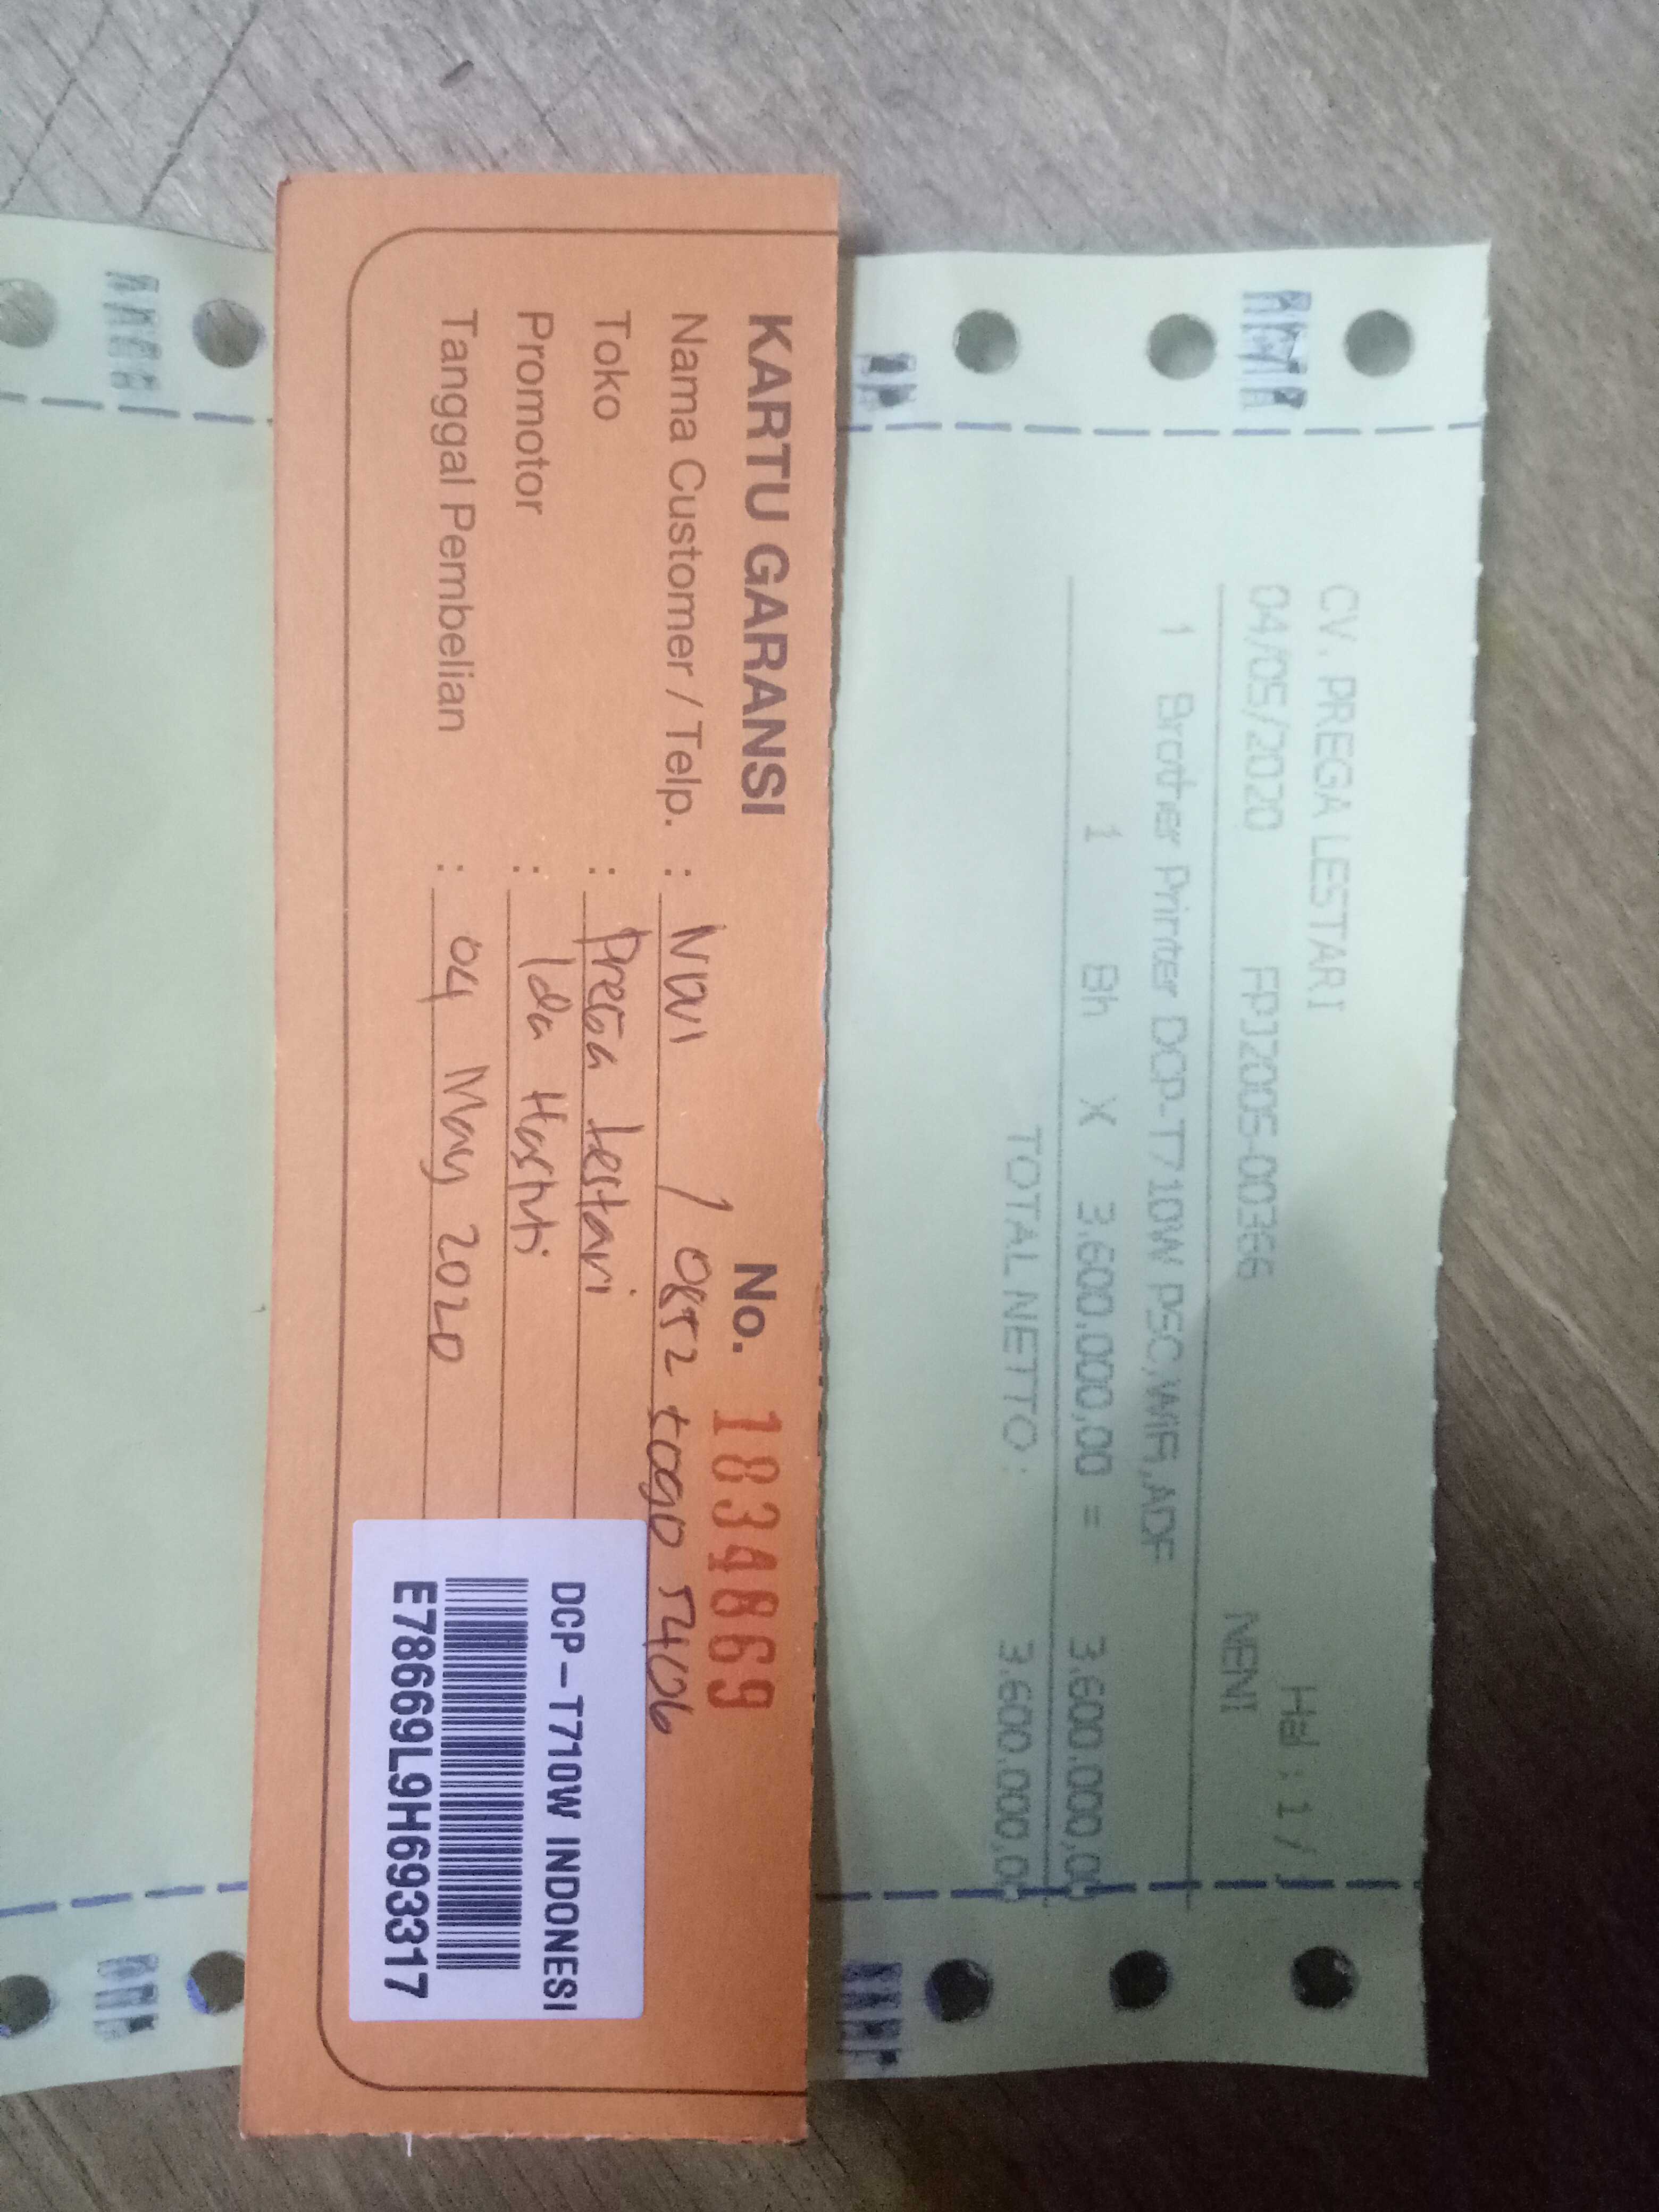 CV. PREGA LESTARI Hal : 1 /
04/05/2020 FPJ2005-00366 NENI
1 Brother Printer DCP-T710W PSC,Wifi,ADF
1 Bh X 3.600.000,00 = 3.600.000,00
TOTAL NETTO : 3.600.000,00
KARTU GARANSI No. 1834869
Nama Customer / Telp. : / 0852
Toko : Prega Lestari
Promotor : Ida Hastuti
Tanggal Pembelian : 04 May 2020
DCP-T710W INDONESI
E78669L9H693317